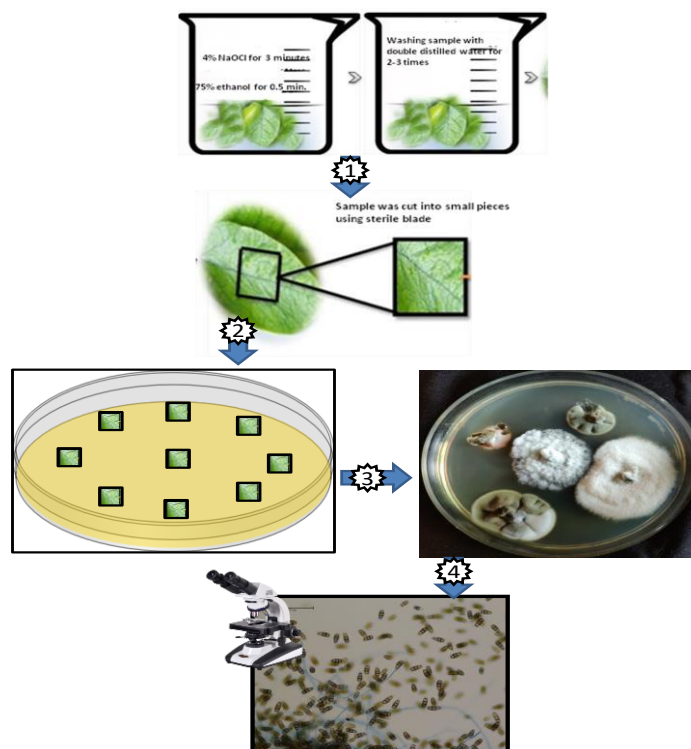 4% NaOCl for 3 minutes
75% ethanol for 0.5 min.
Washing sample with
double distilled water for
2-3 times
1
Sample was cut into small pieces
using sterile blade
2
3
4